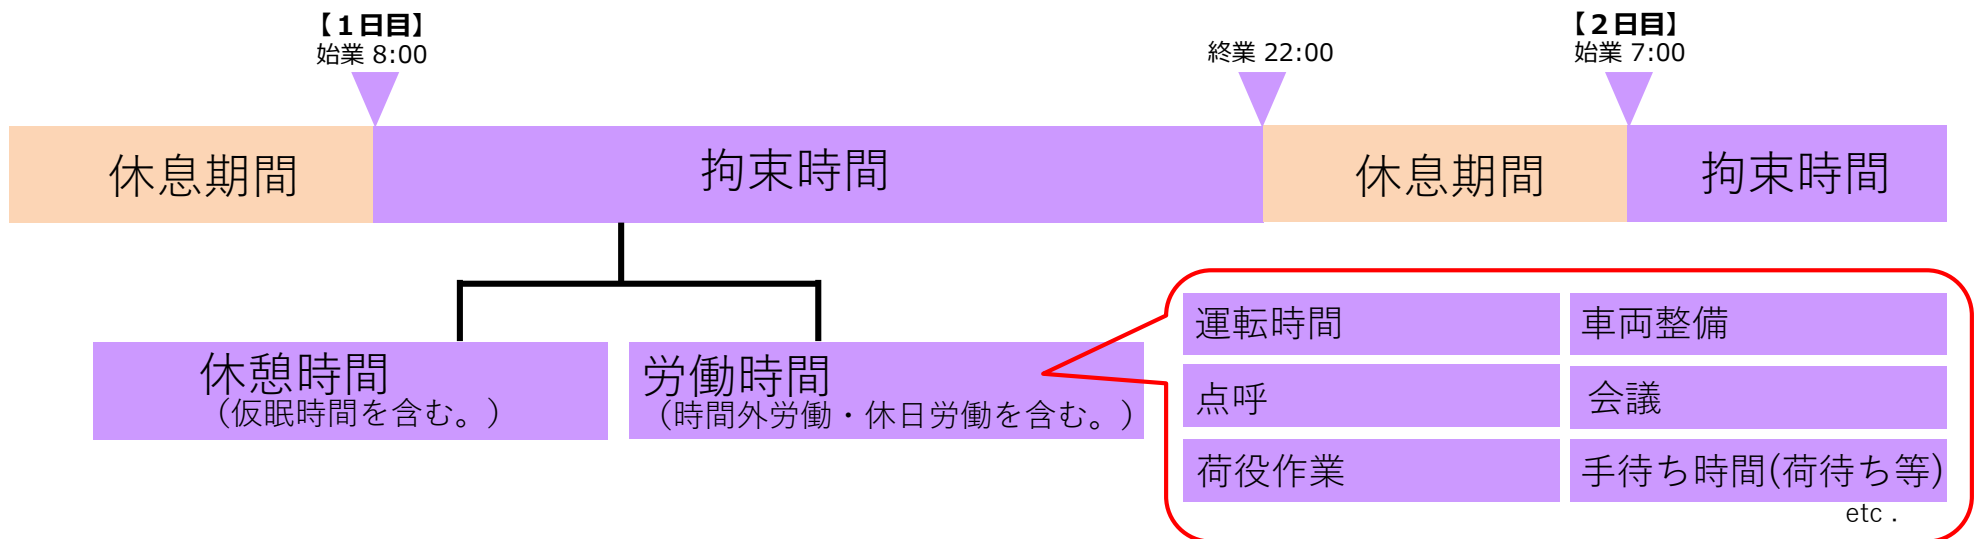 【１日目】
始業 8:00
終業 22:00
【２日目】
始業 7:00
休息期間
拘束時間
休息期間
拘束時間
休憩時間
（仮眠時間を含む。）
労働時間
（時間外労働・休日労働を含む。）
運転時間
車両整備
点呼
会議
荷役作業
手待ち時間(荷待ち等)
etc .